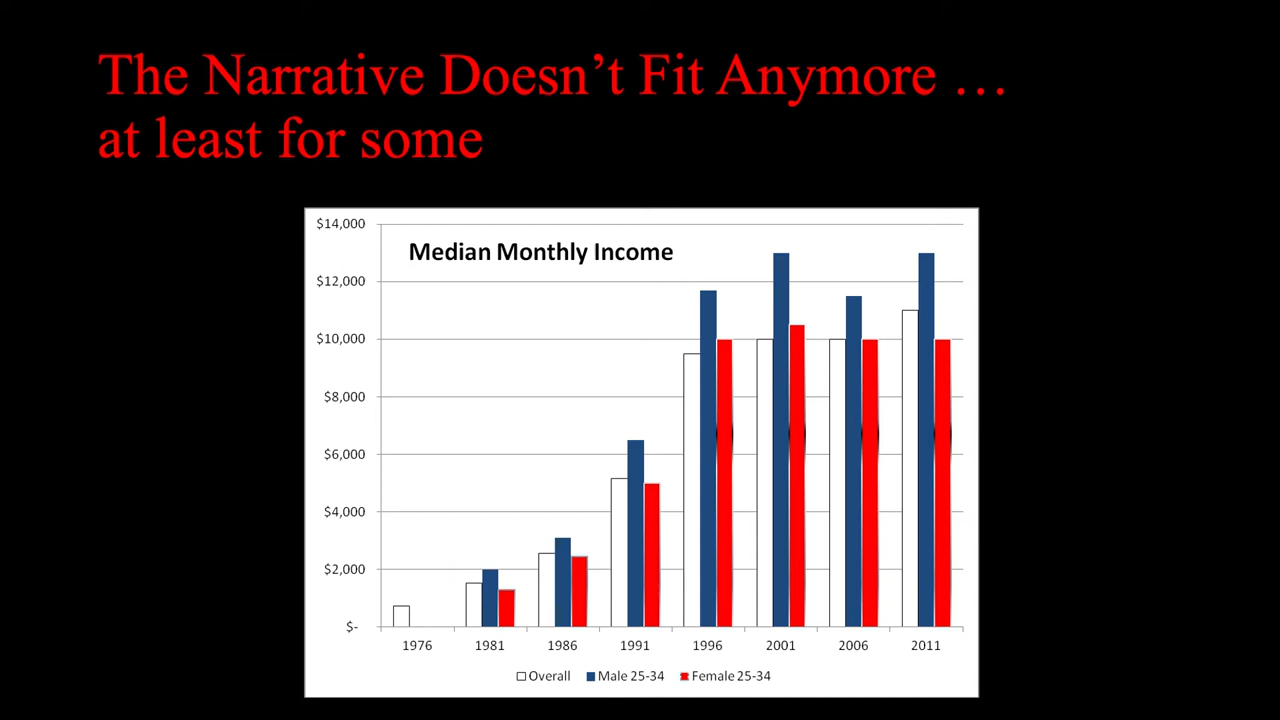 The Narrative Doesn’t Fit Anymore …
at least for some
Median Monthly Income
$14,000
$12,000
$10,000
$8,000
$6,000
$4,000
$2,000
$-
1976 1981 1986 1991 1996 2001 2006 2011
Overall Male 25-34 Female 25-34